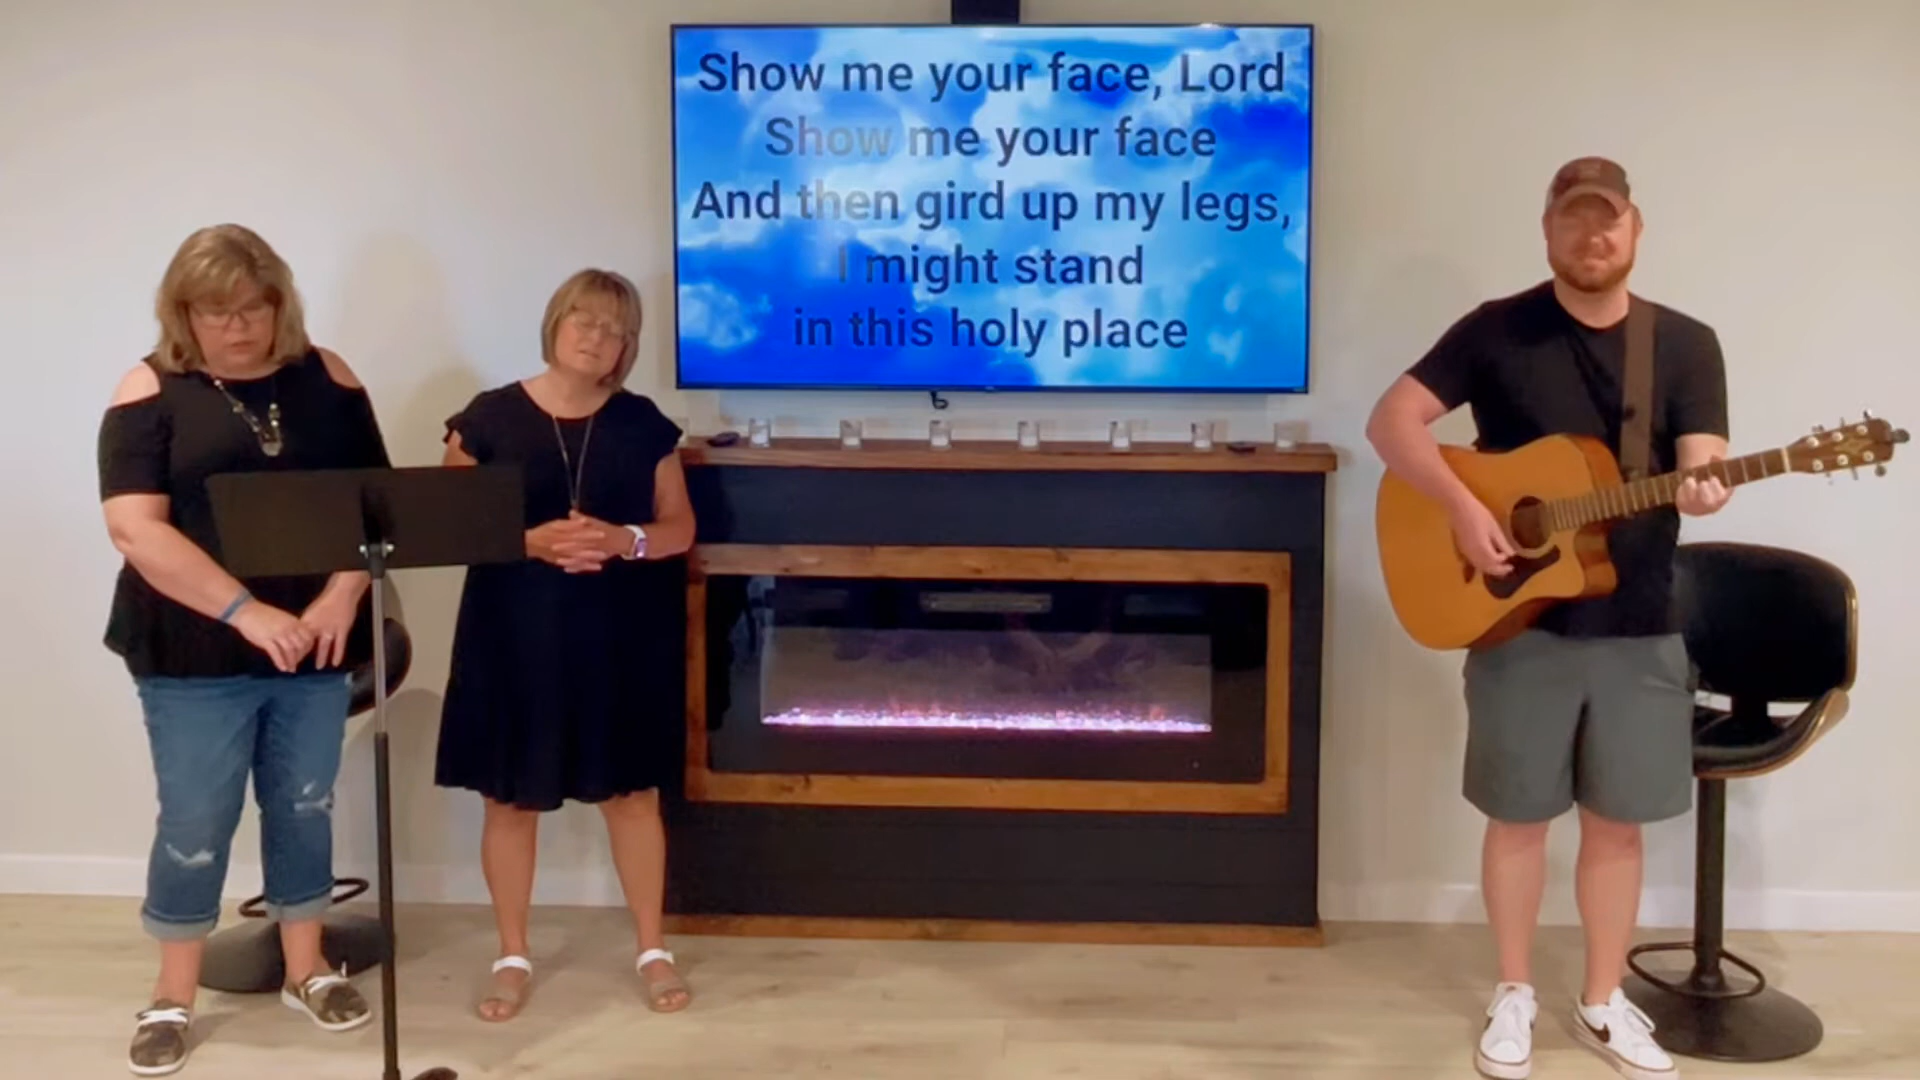 Show me your face, Lord
Show me your face
And then gird up my legs,
I might stand
in this holy place